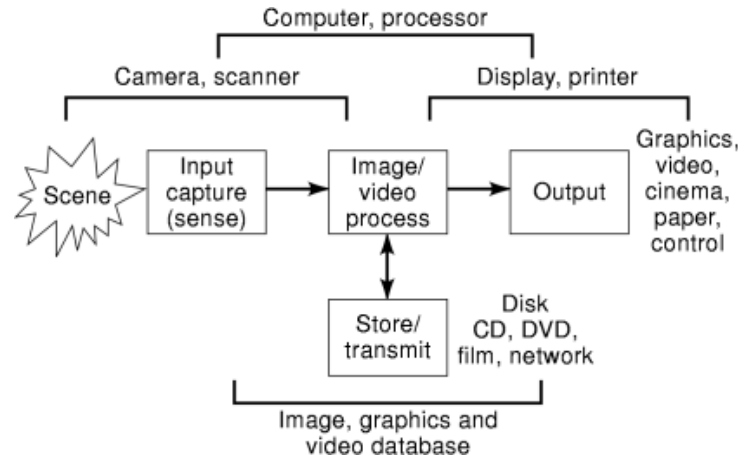 Computer, processor
Camera, scanner
Display, printer
Scene
Input
capture
(sense)
Image/
video
process
Output
Graphics,
video,
cinema,
paper,
control
Store/
transmit
Disk
CD, DVD,
film, network
Image, graphics and
video database